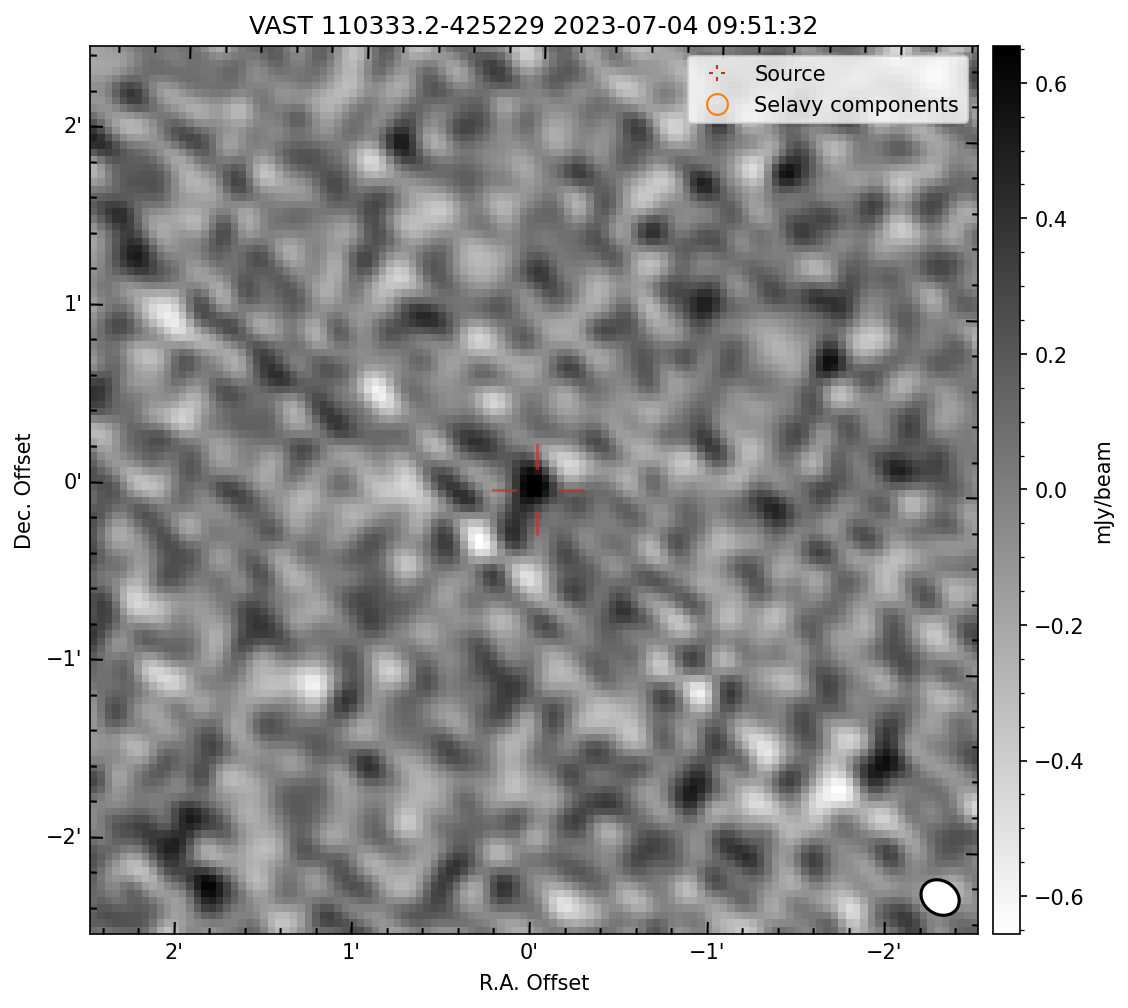 VAST 110333.2-425229 2023-07-04 09:51:32
Source
Selavy components
2'
1'
0'
−1'
−2'
Dec. Offset
2'
1'
0'
−1'
−2'
R.A. Offset
0.6
0.4
0.2
0.0
−0.2
−0.4
−0.6
mJy/beam